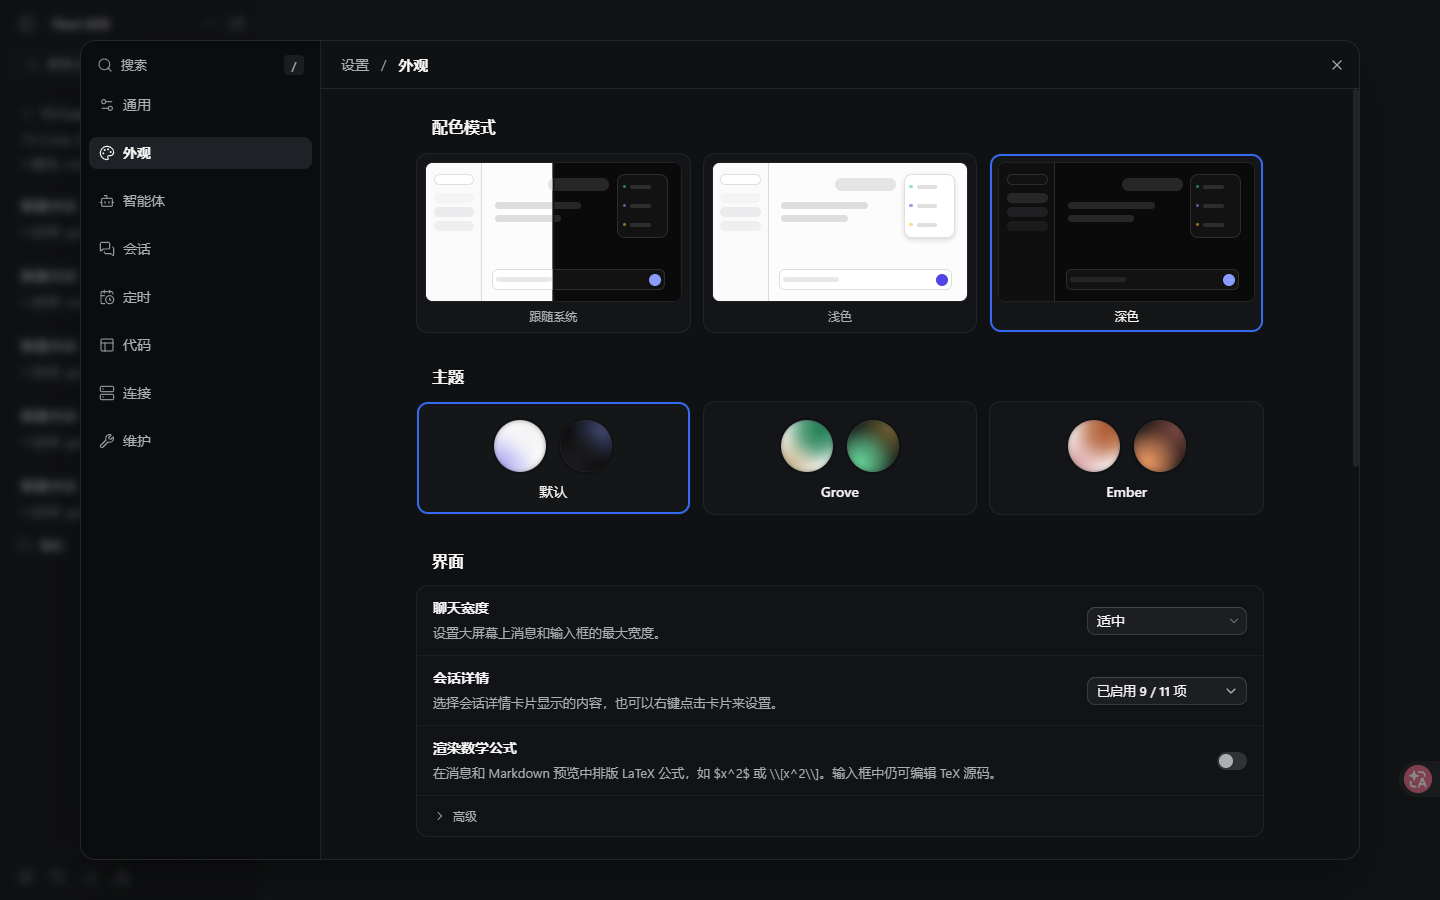 搜索 /
设置 / 外观
通用
外观
智能体
会话
定时
代码
连接
维护
配色模式
跟随系统
浅色
深色
主题
默认
Grove
Ember
界面
聊天宽度
设置大屏幕上消息和输入框的最大宽度。
适中
会话详情
选择会话详情卡片显示的内容，也可以右键点击卡片来设置。
已启用 9 / 11 项
渲染数学公式
在消息和 Markdown 预览中排版 LaTeX 公式，如 $x^2$ 或 \\[x^2\\]。输入框中仍可编辑 TeX 源码。
高级